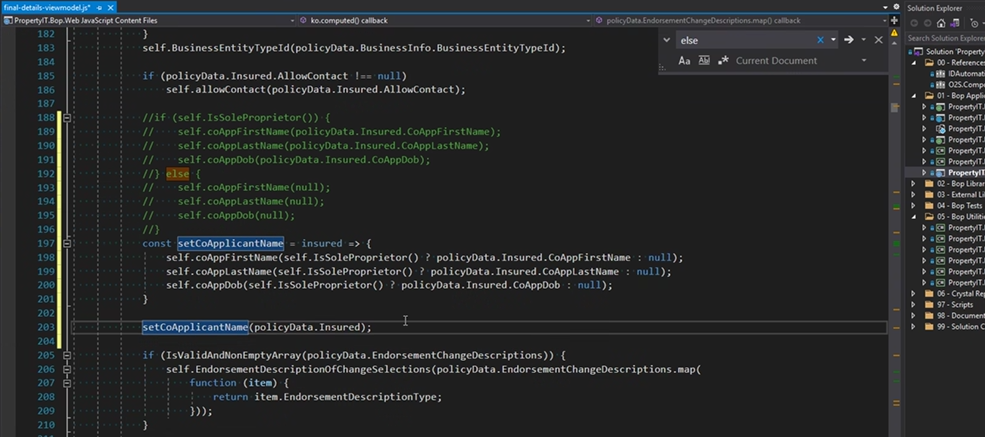 final-details-viewmodel.js*
PropertyIT.Bop.Web JavaScript Content Files
ko.computed() callback
policyData.EndorsementChangeDescriptions.map() callback
else
Aa Ab .* Current Document
182 }
183 self.BusinessEntityTypeId(policyData.BusinessInfo.BusinessEntityTypeId);
184
185 if (policyData.Insured.AllowContact !== null)
186 self.allowContact(policyData.Insured.AllowContact);
187
188 //if (self.IsSoleProprietor()) {
189 // self.coAppFirstName(policyData.Insured.CoAppFirstName);
190 // self.coAppLastName(policyData.Insured.CoAppLastName);
191 // self.coAppDob(policyData.Insured.CoAppDob);
192 //} else {
193 // self.coAppFirstName(null);
194 // self.coAppLastName(null);
195 // self.coAppDob(null);
196 //}
197 const setCoApplicantName = insured => {
198 self.coAppFirstName(self.IsSoleProprietor() ? policyData.Insured.CoAppFirstName : null);
199 self.coAppLastName(self.IsSoleProprietor() ? policyData.Insured.CoAppLastName : null);
200 self.coAppDob(self.IsSoleProprietor() ? policyData.Insured.CoAppDob : null);
201 }
202
203 setCoApplicantName(policyData.Insured);
204
205 if (IsValidAndNonEmptyArray(policyData.EndorsementChangeDescriptions)) {
206 self.EndorsementDescriptionOfChangeSelections(policyData.EndorsementChangeDescriptions.map(
207 function (item) {
208 return item.EndorsementDescriptionType;
209 }));
210 }
Solution Explorer
Search Solution Explorer
Solution 'Property
00 - References
IDAutomation
O2S.Compo
01 - Bop Applic
PropertyIT.
PropertyIT.
PropertyIT.
PropertyIT.
PropertyIT.
PropertyIT.
PropertyIT.
02 - Bop Librar
03 - External Lib
04 - Bop Tests
05 - Bop Utilitie
PropertyIT.
PropertyIT.
PropertyIT.
PropertyIT.
PropertyIT.
PropertyIT.
06 - Crystal Rep
97 - Scripts
98 - Document
99 - Solution C